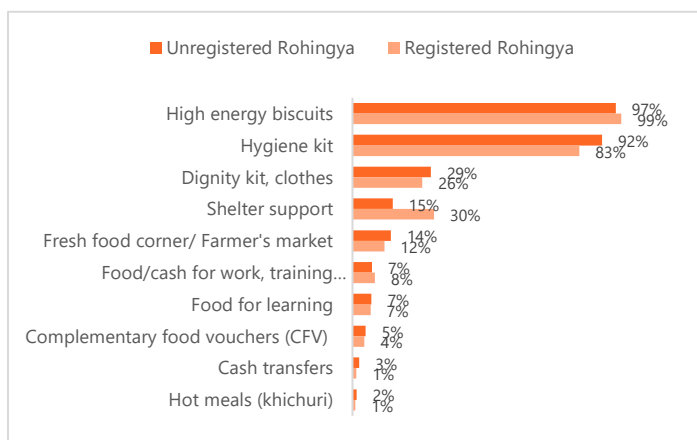 Unregistered Rohingya Registered Rohingya
High energy biscuits 97%
99%
Hygiene kit 92%
83%
Dignity kit, clothes 29%
26%
Shelter support 15%
30%
Fresh food corner/ Farmer's market 14%
12%
Food/cash for work, training... 7%
8%
Food for learning 7%
7%
Complementary food vouchers (CFV) 5%
4%
Cash transfers 3%
1%
Hot meals (khichuri) 2%
1%